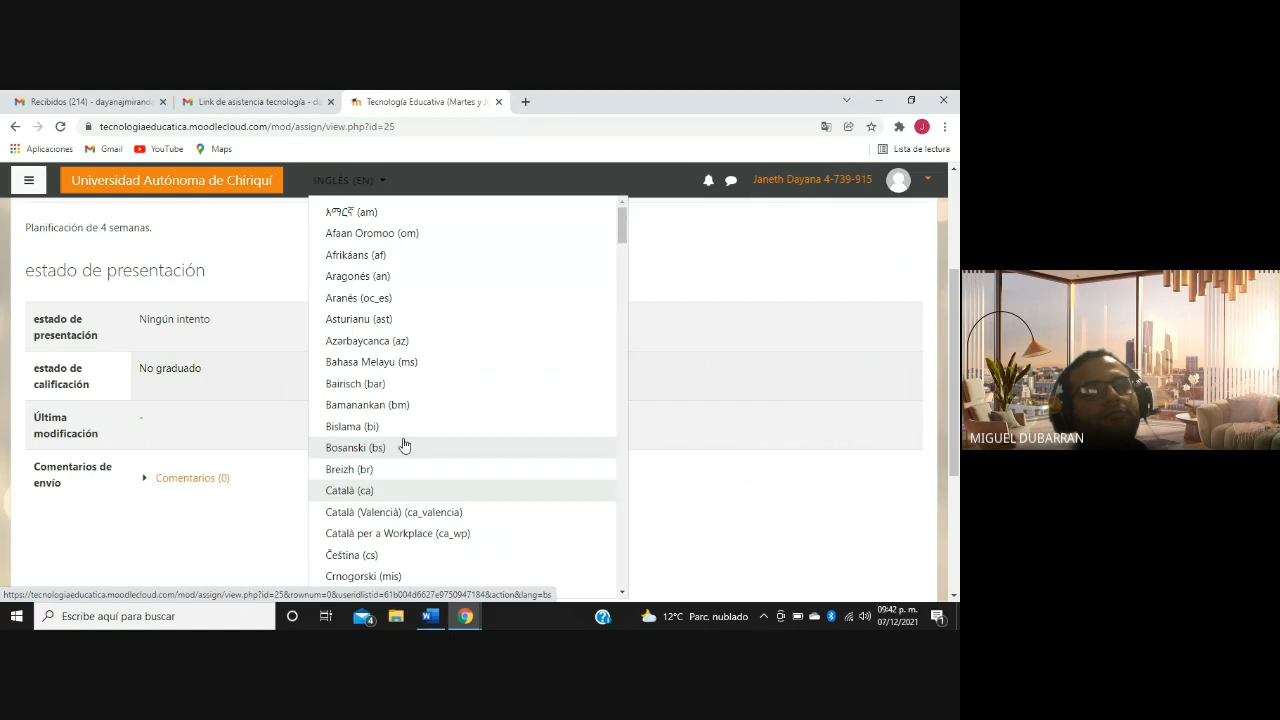 Recibidos (214) - dayanajmirand
Link de asistencia tecnología - da
Tecnología Educativa (Martes y J
tecnologiaeducatica.moodlecloud.com/mod/assign/view.php?id=25
Aplicaciones
Gmail
YouTube
Maps
Lista de lectura
Universidad Autónoma de Chiriquí
INGLÉS (EN)
Janeth Dayana 4-739-915
J
Planificación de 4 semanas.
estado de presentación
estado de
presentación
Ningún intento
estado de
calificación
No graduado
Última
modificación
-
Comentarios de
envío
Comentarios (0)
አማርኛ (am)
Afaan Oromoo (om)
Afrikáans (af)
Aragonés (an)
Aranés (oc_es)
Asturianu (ast)
Azərbaycanca (az)
Bahasa Melayu (ms)
Bairisch (bar)
Bamanankan (bm)
Bislama (bi)
Bosanski (bs)
Breizh (br)
Català (ca)
Català (Valencià) (ca_valencia)
Català per a Workplace (ca_wp)
Čeština (cs)
Crnogorski (mis)
https://tecnologiaeducatica.moodlecloud.com/mod/assign/view.php?id=25&rownum=0&useridlistid=61b004d6627e9750947184&action&lang=bs
Escribe aquí para buscar
4
12°C Parc. nublado
09:42 p. m.
07/12/2021
1
MIGUEL DUBARRAN